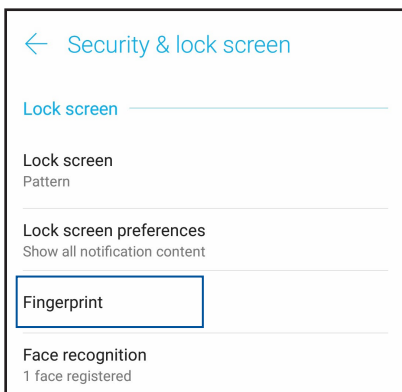 Security & lock screen
Lock screen
Lock screen
Pattern
Lock screen preferences
Show all notification content
Fingerprint
Face recognition
1 face registered